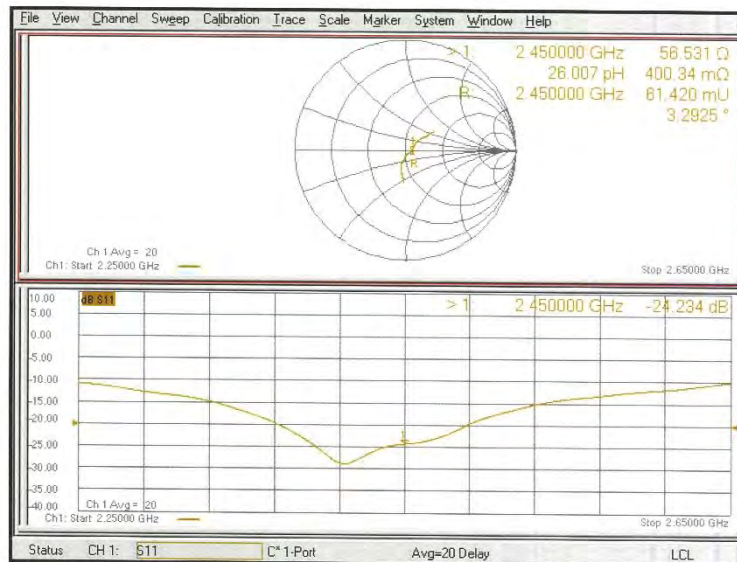 File View Channel Sweep Calibration Trace Scale Marker System Window Help
> 1: 2.450000 GHz 56.531 Ω
26.007 pH 400.34 mΩ
R: 2.450000 GHz 61.420 mU
3.2925 °
1
R
Ch 1 Avg = 20
Ch1: Start 2.25000 GHz
Stop 2.65000 GHz
10.00
dB S11
> 1: 2.450000 GHz -24.234 dB
5.00
0.00
-5.00
-10.00
-15.00
-20.00
-25.00
1
-30.00
-35.00
-40.00
Ch 1 Avg = 20
Ch1: Start 2.25000 GHz
Stop 2.65000 GHz
Status CH 1: S11 C* 1-Port Avg=20 Delay LCL